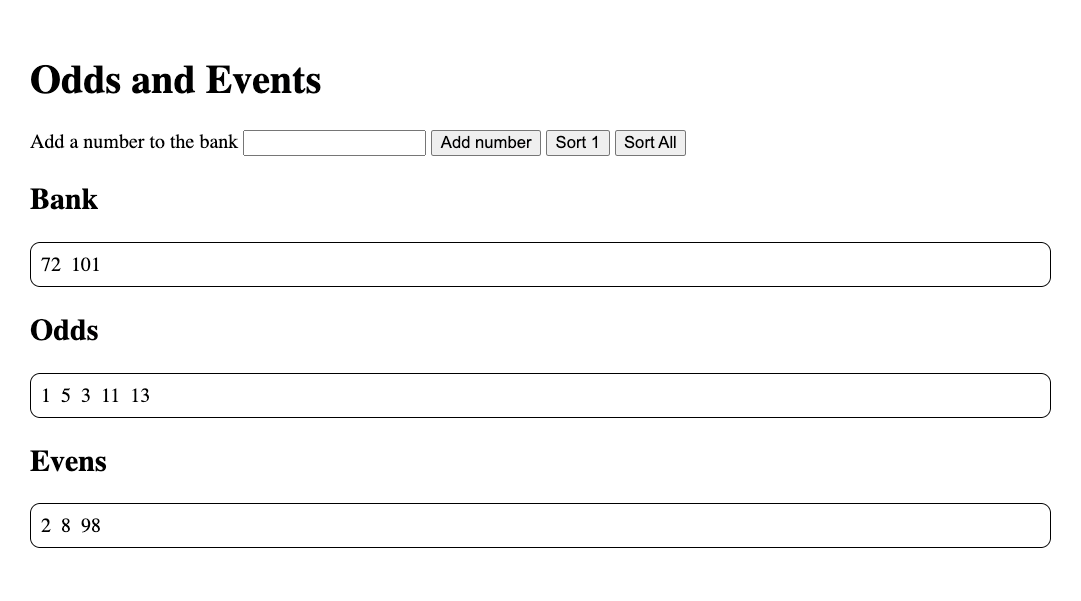 Odds and Events
Add a number to the bank Add number Sort 1 Sort All
Bank
72 101
Odds
1 5 3 11 13
Evens
2 8 98